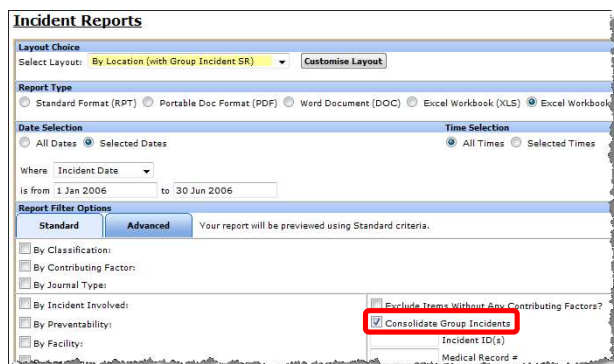 Incident Reports
Layout Choice
Select Layout: By Location (with Group Incident SR) Customise Layout
Report Type
Standard Format (RPT) Portable Doc Format (PDF) Word Document (DOC) Excel Workbook (XLS) Excel Workbook
Date Selection Time Selection
All Dates Selected Dates All Times Selected Times
Where Incident Date
is from 1 Jan 2006 to 30 Jun 2006
Report Filter Options
Standard Advanced Your report will be previewed using Standard criteria.
By Classification:
By Contributing Factor:
By Journal Type:
By Incident Involved: Exclude Items Without Any Contributing Factors?
By Preventability: Consolidate Group Incidents
By Facility: Incident ID(s)
Medical Record #